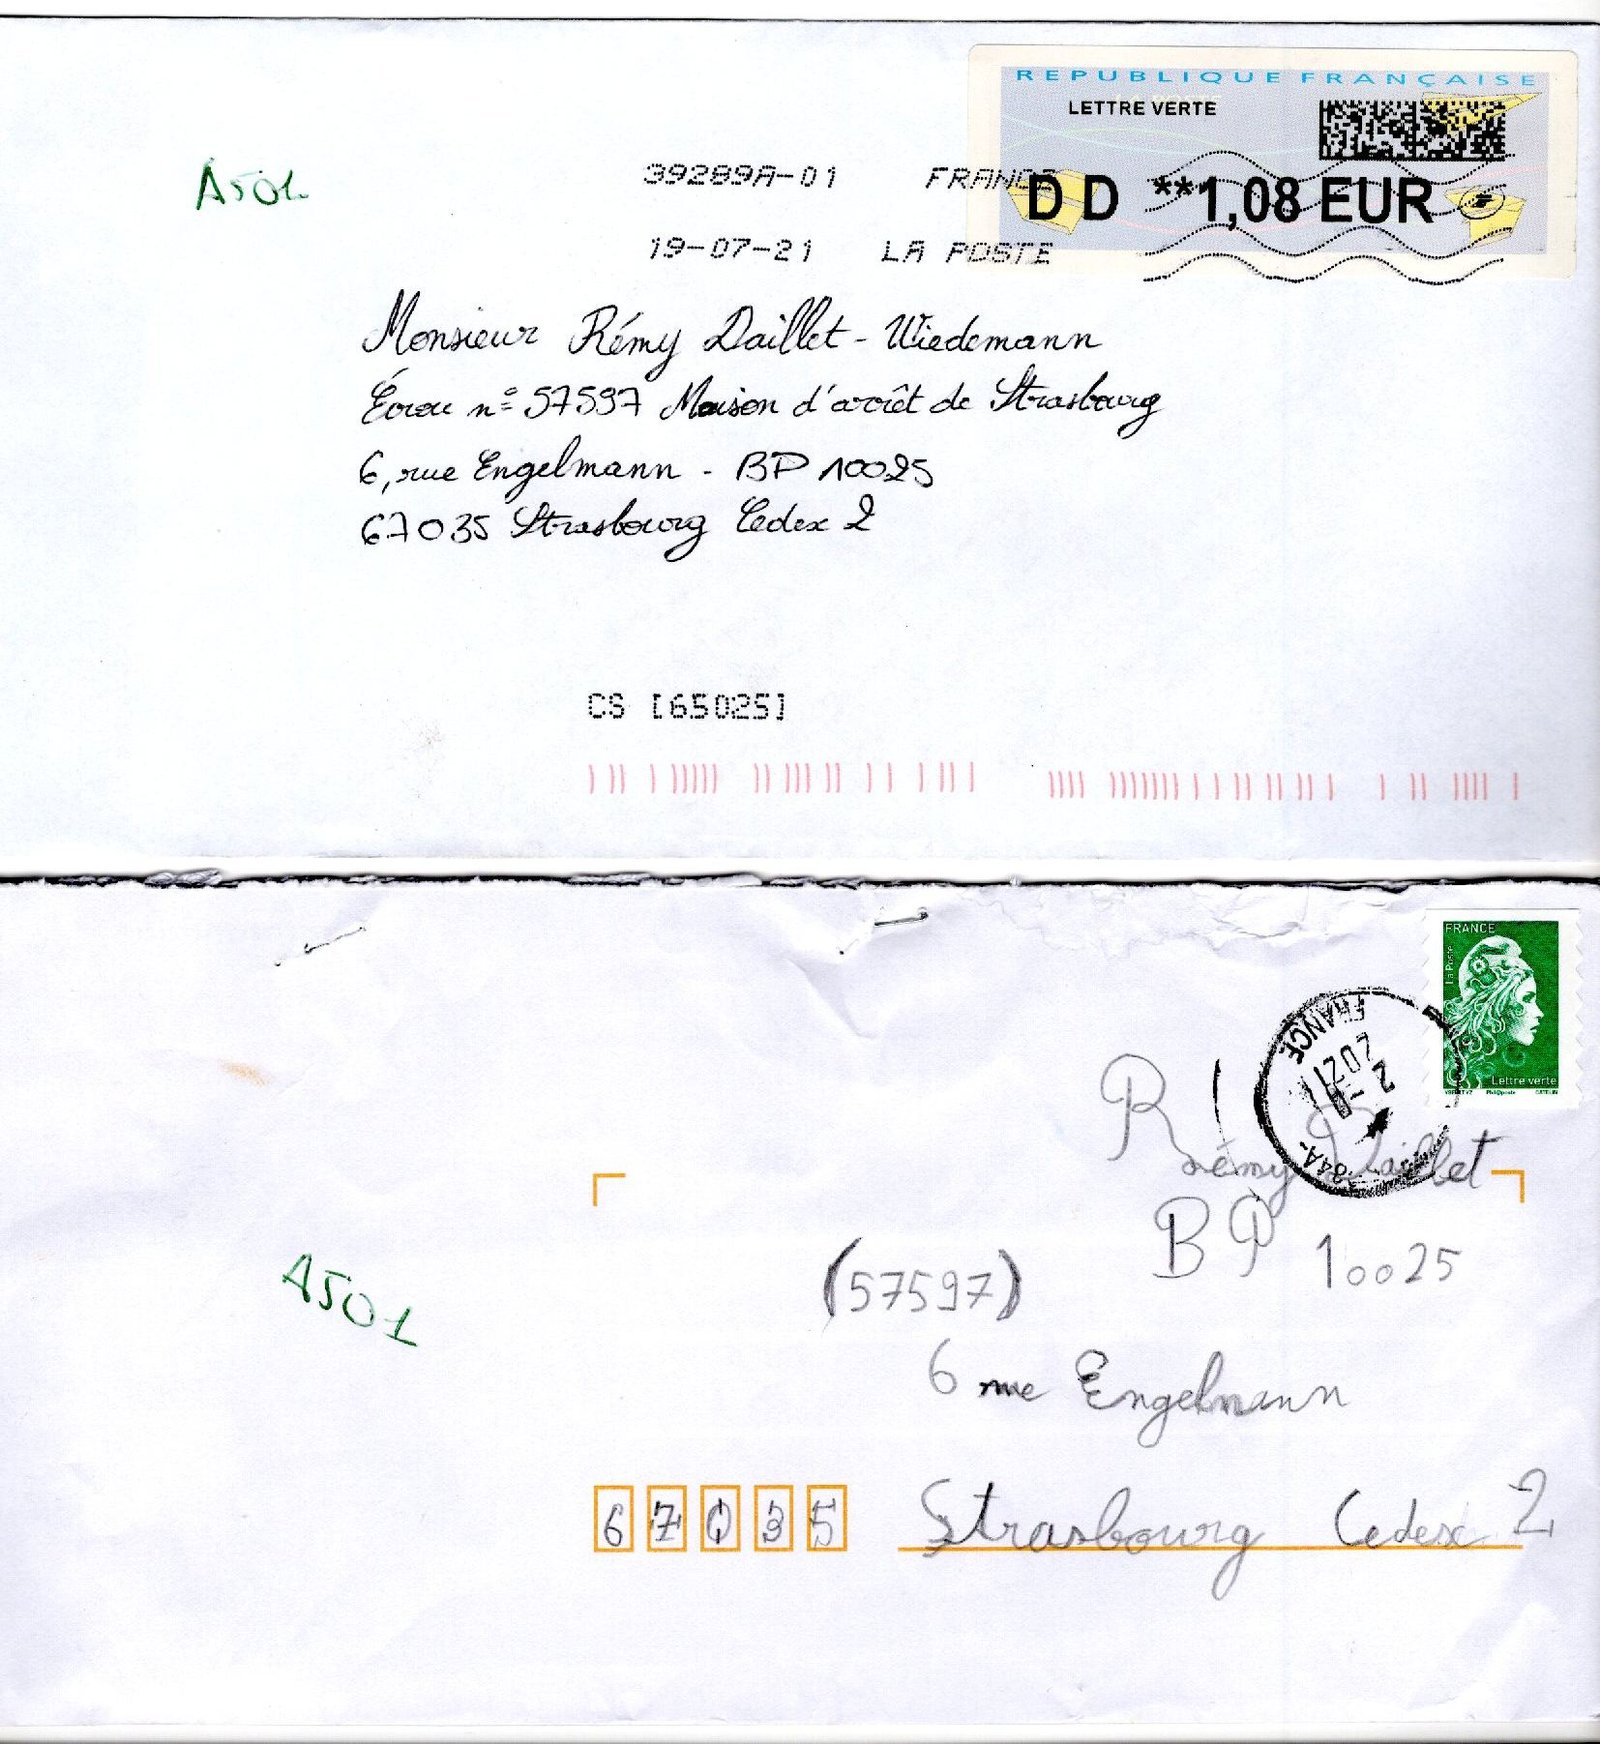 REPUBLIQUE FRANÇAISE
LETTRE VERTE
39289A-01 FRANCE
DD **1,08 EUR
A501
19-07-21 LA POSTE
Monsieur Rémy Daillet-Wiedemann
Écrou n° 57597 Maison d'arrêt de Strasbourg
6, rue Engelmann - BP 10025
67035 Strasbourg Cedex 2
CS [65025]
FRANCE
La Poste
Lettre verte
Philaposte
FRANCE
2021
04A
Rémy Daillet
BP 10025
(57597)
A501
6 rue Engelmann
67035 Strasbourg Cedex 2